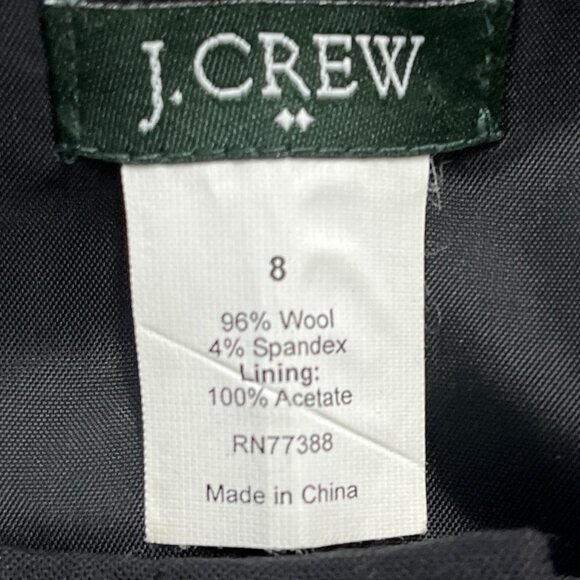 J.CREW
8
96% Wool
4% Spandex
Lining:
100% Acetate
RN77388
Made in China